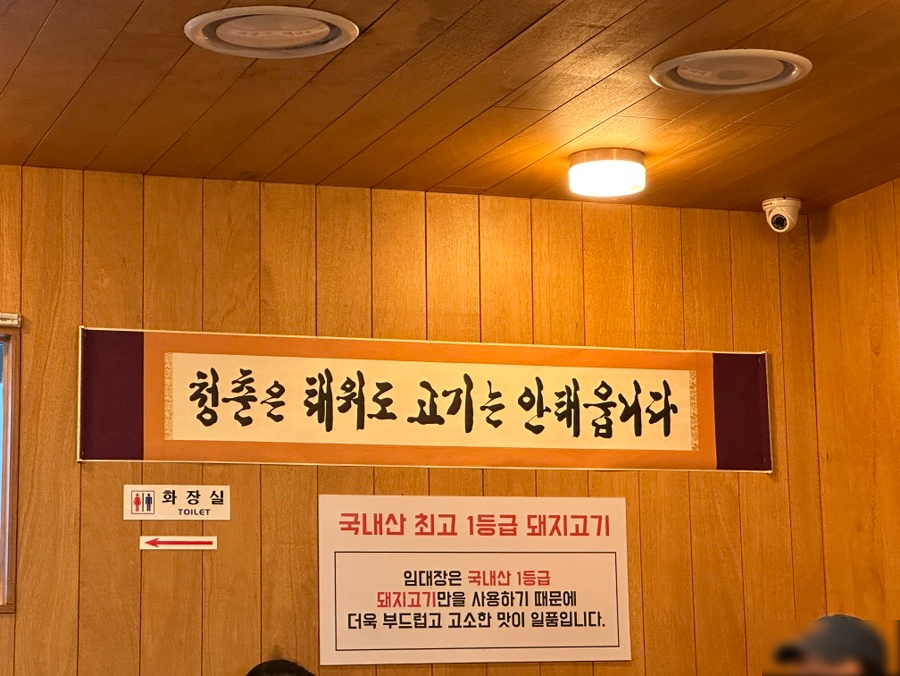 청춘은 태워도 고기는 안태웁니다
화장실
TOILET
국내산 최고 1등급 돼지고기
임대장은 국내산 1등급
돼지고기만을 사용하기 때문에
더욱 부드럽고 고소한 맛이 일품입니다.